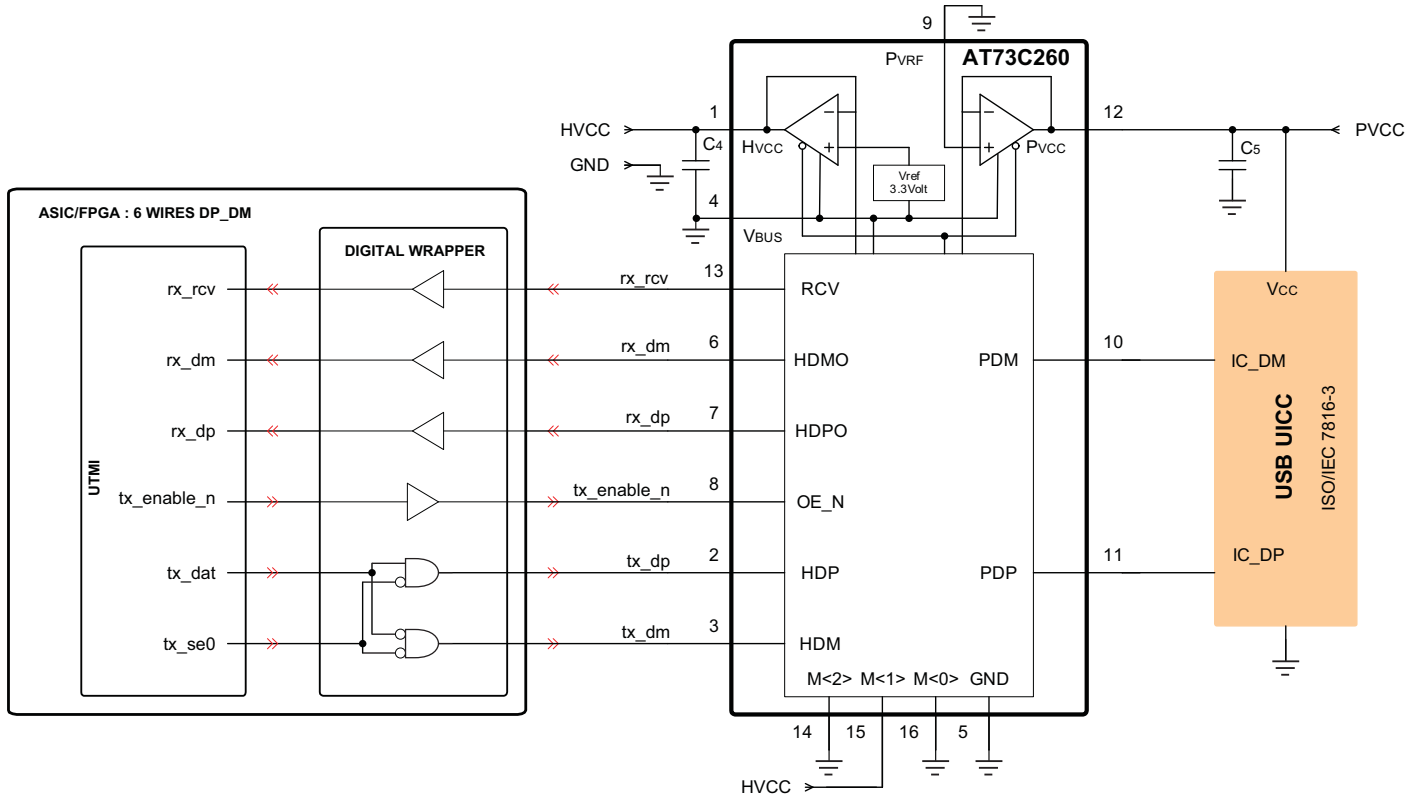 9
PVRF
AT73C260
HVCC
1
C4
HVCC
GND
4
VBUS
Vref
3.3Volt
PVCC
12
C5
PVCC
ASIC/FPGA : 6 WIRES DP_DM
DIGITAL WRAPPER
UTMI
rx_rcv
rx_rcv
13
RCV
rx_dm
rx_dm
6
HDMO
rx_dp
rx_dp
7
HDPO
tx_enable_n
tx_enable_n
8
OE_N
tx_dat
tx_dp
2
HDP
tx_se0
tx_dm
3
HDM
PDM
10
PDP
11
VCC
IC_DM
USB UICC
ISO/IEC 7816-3
IC_DP
M<2> M<1> M<0> GND
14 15 16 5
HVCC